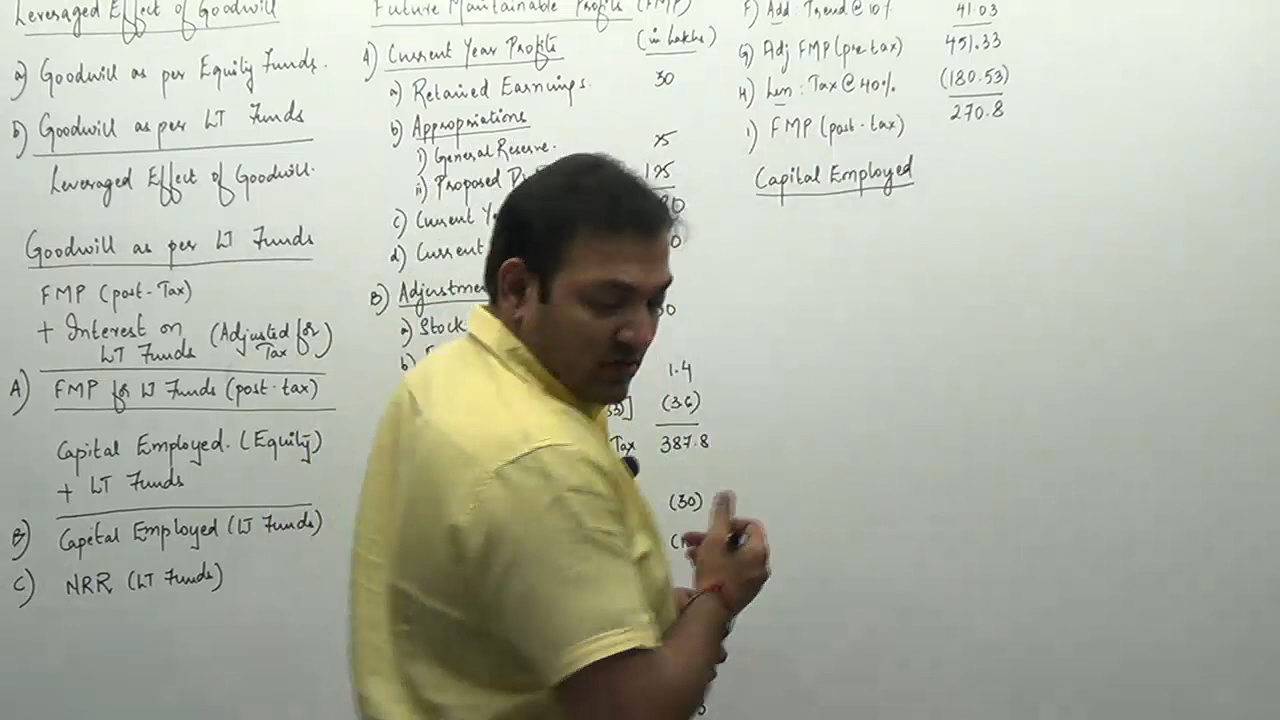 Leveraged Effect of Goodwill
a) Goodwill as per Equity Funds.
b) Goodwill as per LT Funds
Leveraged Effect of Goodwill.
Goodwill as per LT Funds
FMP (post-Tax)
+ Interest on LT Funds (Adjusted for Tax)
A) FMP for LT Funds (post-tax)
Capital Employed. (Equity)
+ LT Funds
B) Capital Employed (LT Funds)
C) NRR (LT Funds)
Future Maintainable Profits (FMP)
(in Lakhs)
A) Current Year Profits
a) Retained Earnings. 30
b) Appropriations
i) General Reserve. 25
ii) Proposed
c) Current
d) Current
B)
a) Stock
b)
1.4
(3.6)
Tax 387.8
(30)
F) Add: Trend @ 10% 41.03
G) Adj FMP (pre-tax) 451.33
H) Less: Tax @ 40% (180.53)
I) FMP (post-tax) 270.8
Capital Employed